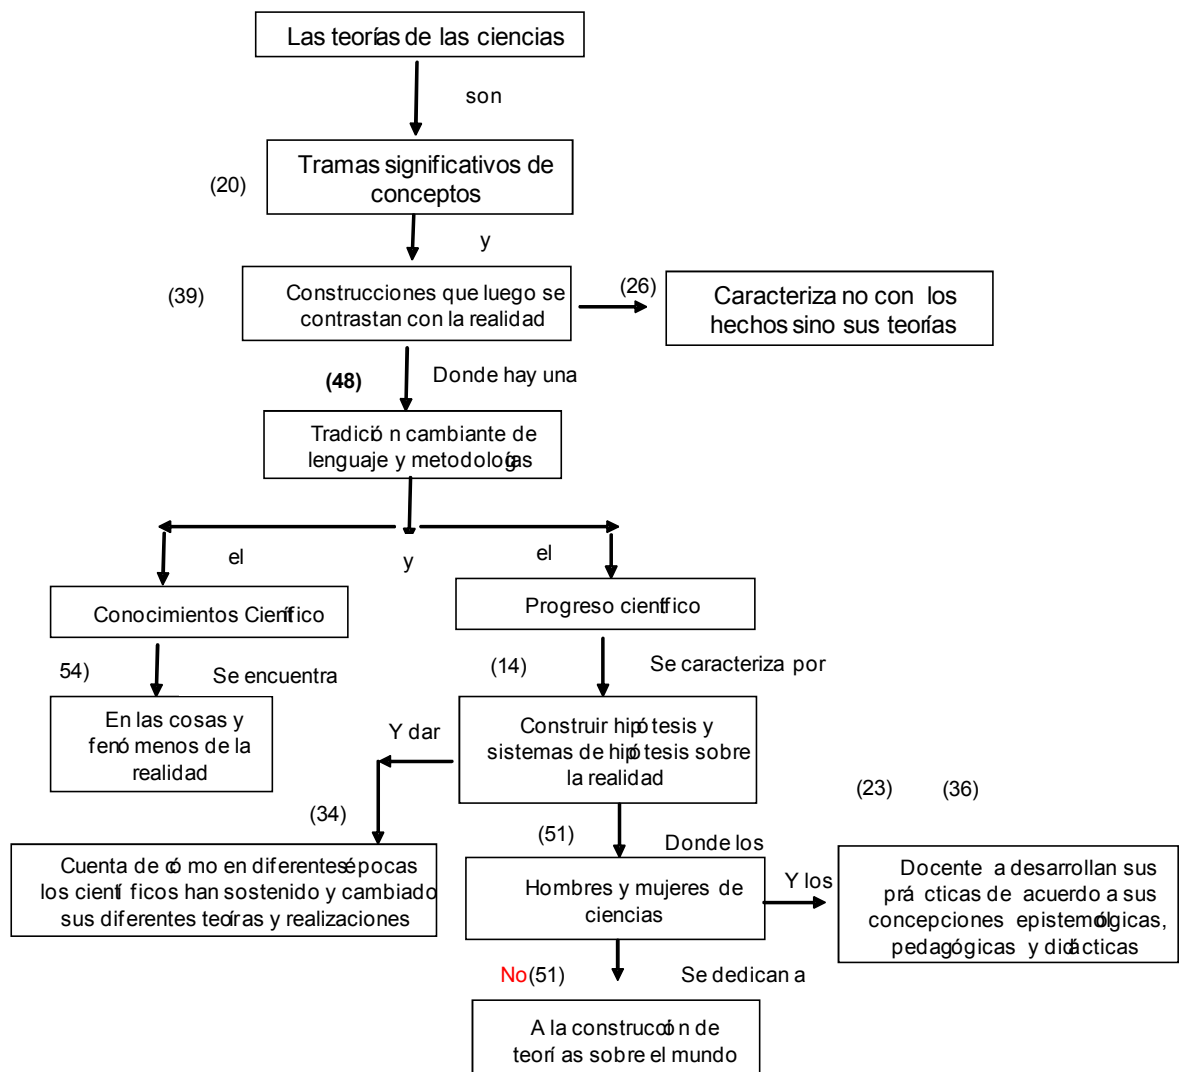 Las teorías de las ciencias
son
Tramas significativos de
conceptos
(20)
y
(39)
Construcciones que luego se
contrastan con la realidad
(26)
Caracteriza no con los
hechos sino sus teorías
(48)
Donde hay una
Tradición cambiante de
lenguaje y metodologías
el
y
el
Conocimientos Científico
Progreso científico
54)
Se encuentra
(14)
Se caracteriza por
En las cosas y
fenómenos de la
realidad
Y dar
Construir hipótesis y
sistemas de hipótesis sobre
la realidad
(23)
(36)
(34)
(51)
Donde los
Cuenta de cómo en diferentes épocas
los científicos han sostenido y cambiado
sus diferentes teoíras y realizaciones
Hombres y mujeres de
ciencias
Y los
Docente a desarrollan sus
prácticas de acuerdo a sus
concepciones epistemológicas,
pedagógicas y didácticas
No(51)
Se dedican a
A la construcción de
teorías sobre el mundo